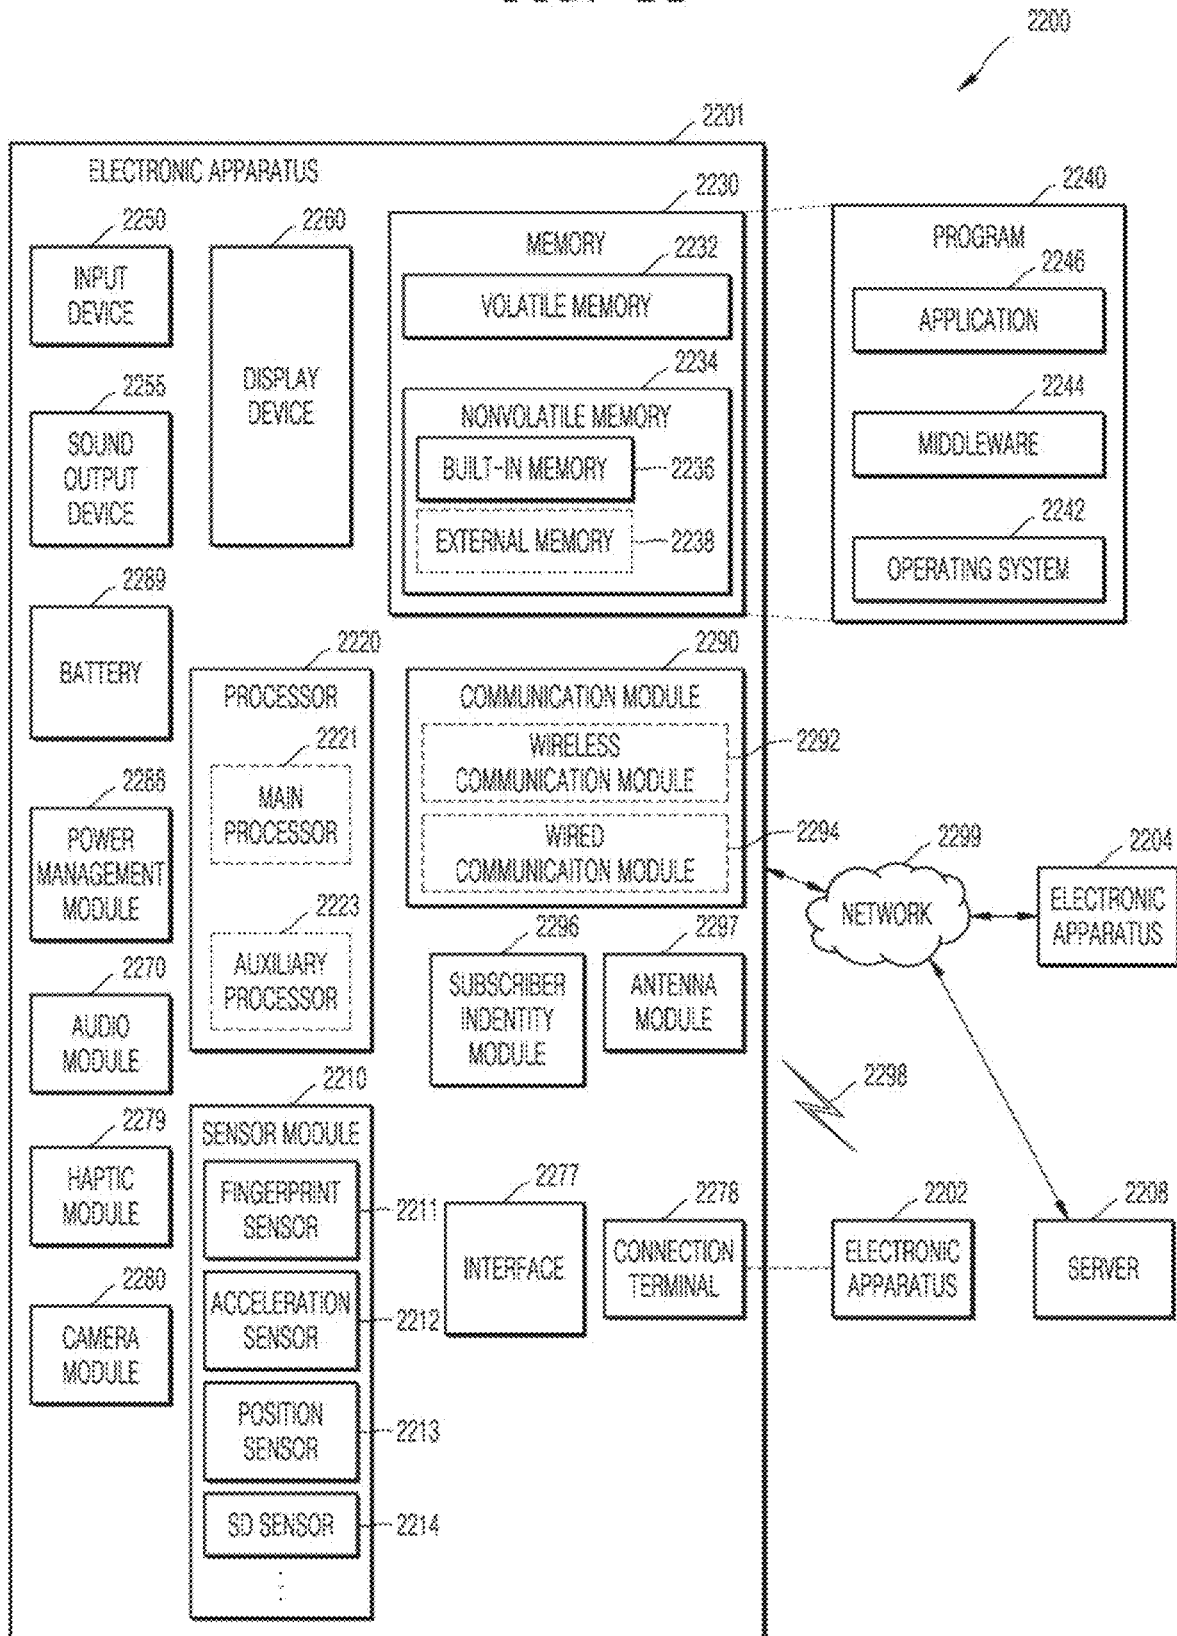 2200
2201
ELECTRONIC APPARATUS
2250
INPUT
DEVICE
2260
DISPLAY
DEVICE
2230
MEMORY
2232
VOLATILE MEMORY
2234
NONVOLATILE MEMORY
BUILT-IN MEMORY
2236
EXTERNAL MEMORY
2238
2240
PROGRAM
2246
APPLICATION
2244
MIDDLEWARE
2242
OPERATING SYSTEM
2255
SOUND
OUTPUT
DEVICE
2289
BATTERY
2220
PROCESSOR
2221
MAIN
PROCESSOR
2223
AUXILIARY
PROCESSOR
2290
COMMUNICATION MODULE
WIRELESS
COMMUNICATION MODULE
2292
WIRED
COMMUNICAITON MODULE
2294
2288
POWER
MANAGEMENT
MODULE
2299
NETWORK
2204
ELECTRONIC
APPARATUS
2296
SUBSCRIBER
INDENTITY
MODULE
2297
ANTENNA
MODULE
2270
AUDIO
MODULE
2298
2279
HAPTIC
MODULE
2210
SENSOR MODULE
FINGERPRINT
SENSOR
2211
ACCELERATION
SENSOR
2212
POSITION
SENSOR
2213
SD SENSOR
2214
2277
INTERFACE
2278
CONNECTION
TERMINAL
2202
ELECTRONIC
APPARATUS
2208
SERVER
2280
CAMERA
MODULE